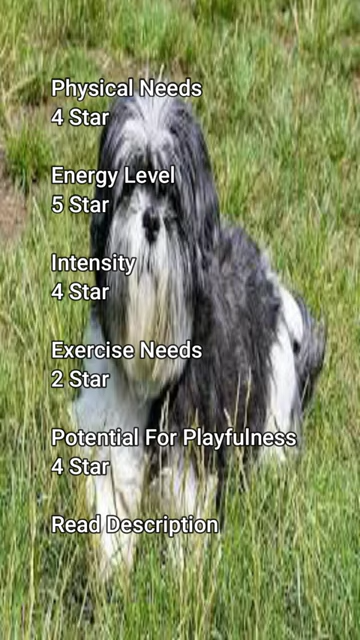 Physical Needs
4 Star
Energy Level
5 Star
Intensity
4 Star
Exercise Needs
2 Star
Potential For Playfulness
4 Star
Read Description